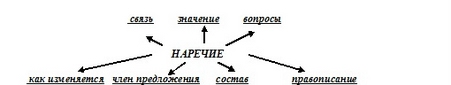 связь значение вопросы
НАРЕЧИЕ
как изменяется член предложения состав правописание